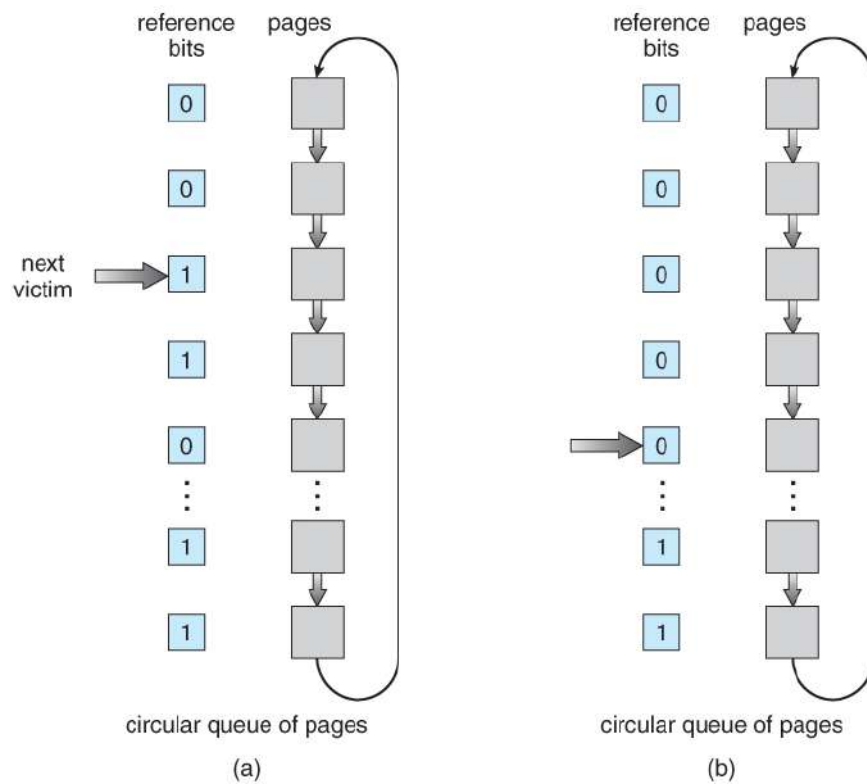 reference pages
bits
0
0
next
victim
1
1
0
1
1
circular queue of pages
(a)
reference pages
bits
0
0
0
0
0
1
1
circular queue of pages
(b)